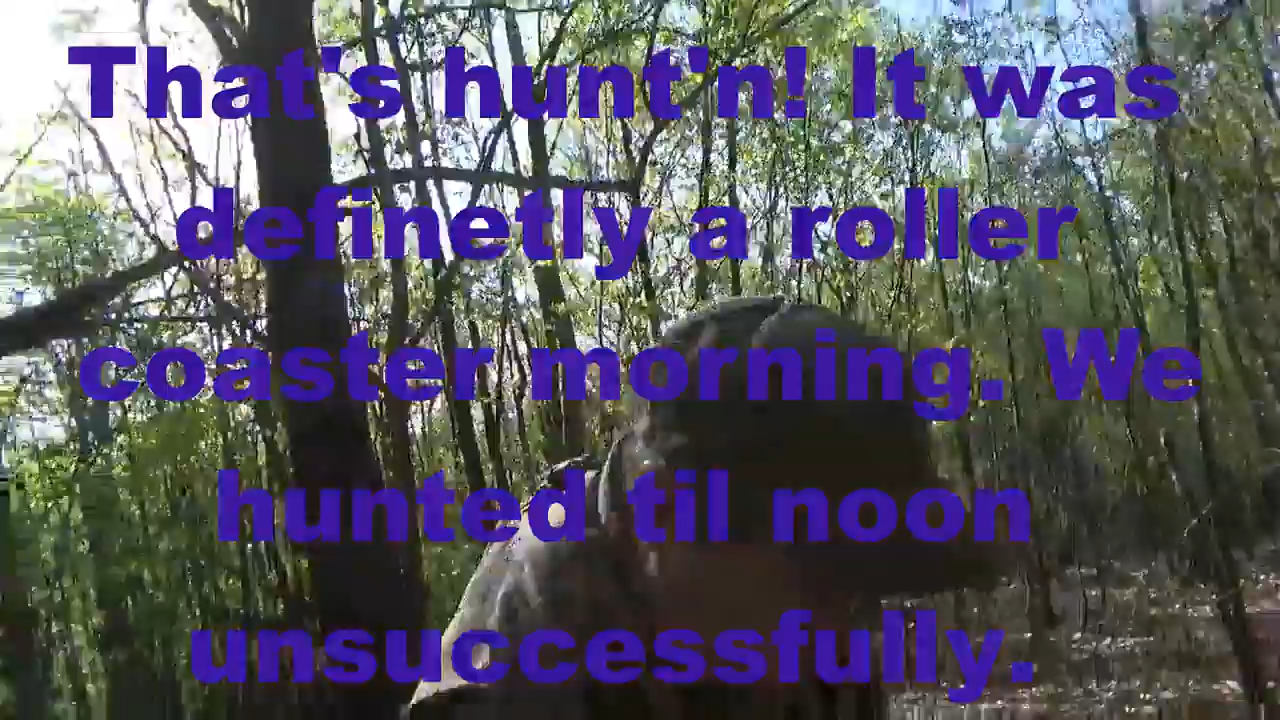 That's hunt'n! It was
definetly a roller
coaster morning. We
hunted til noon
unsuccessfully.